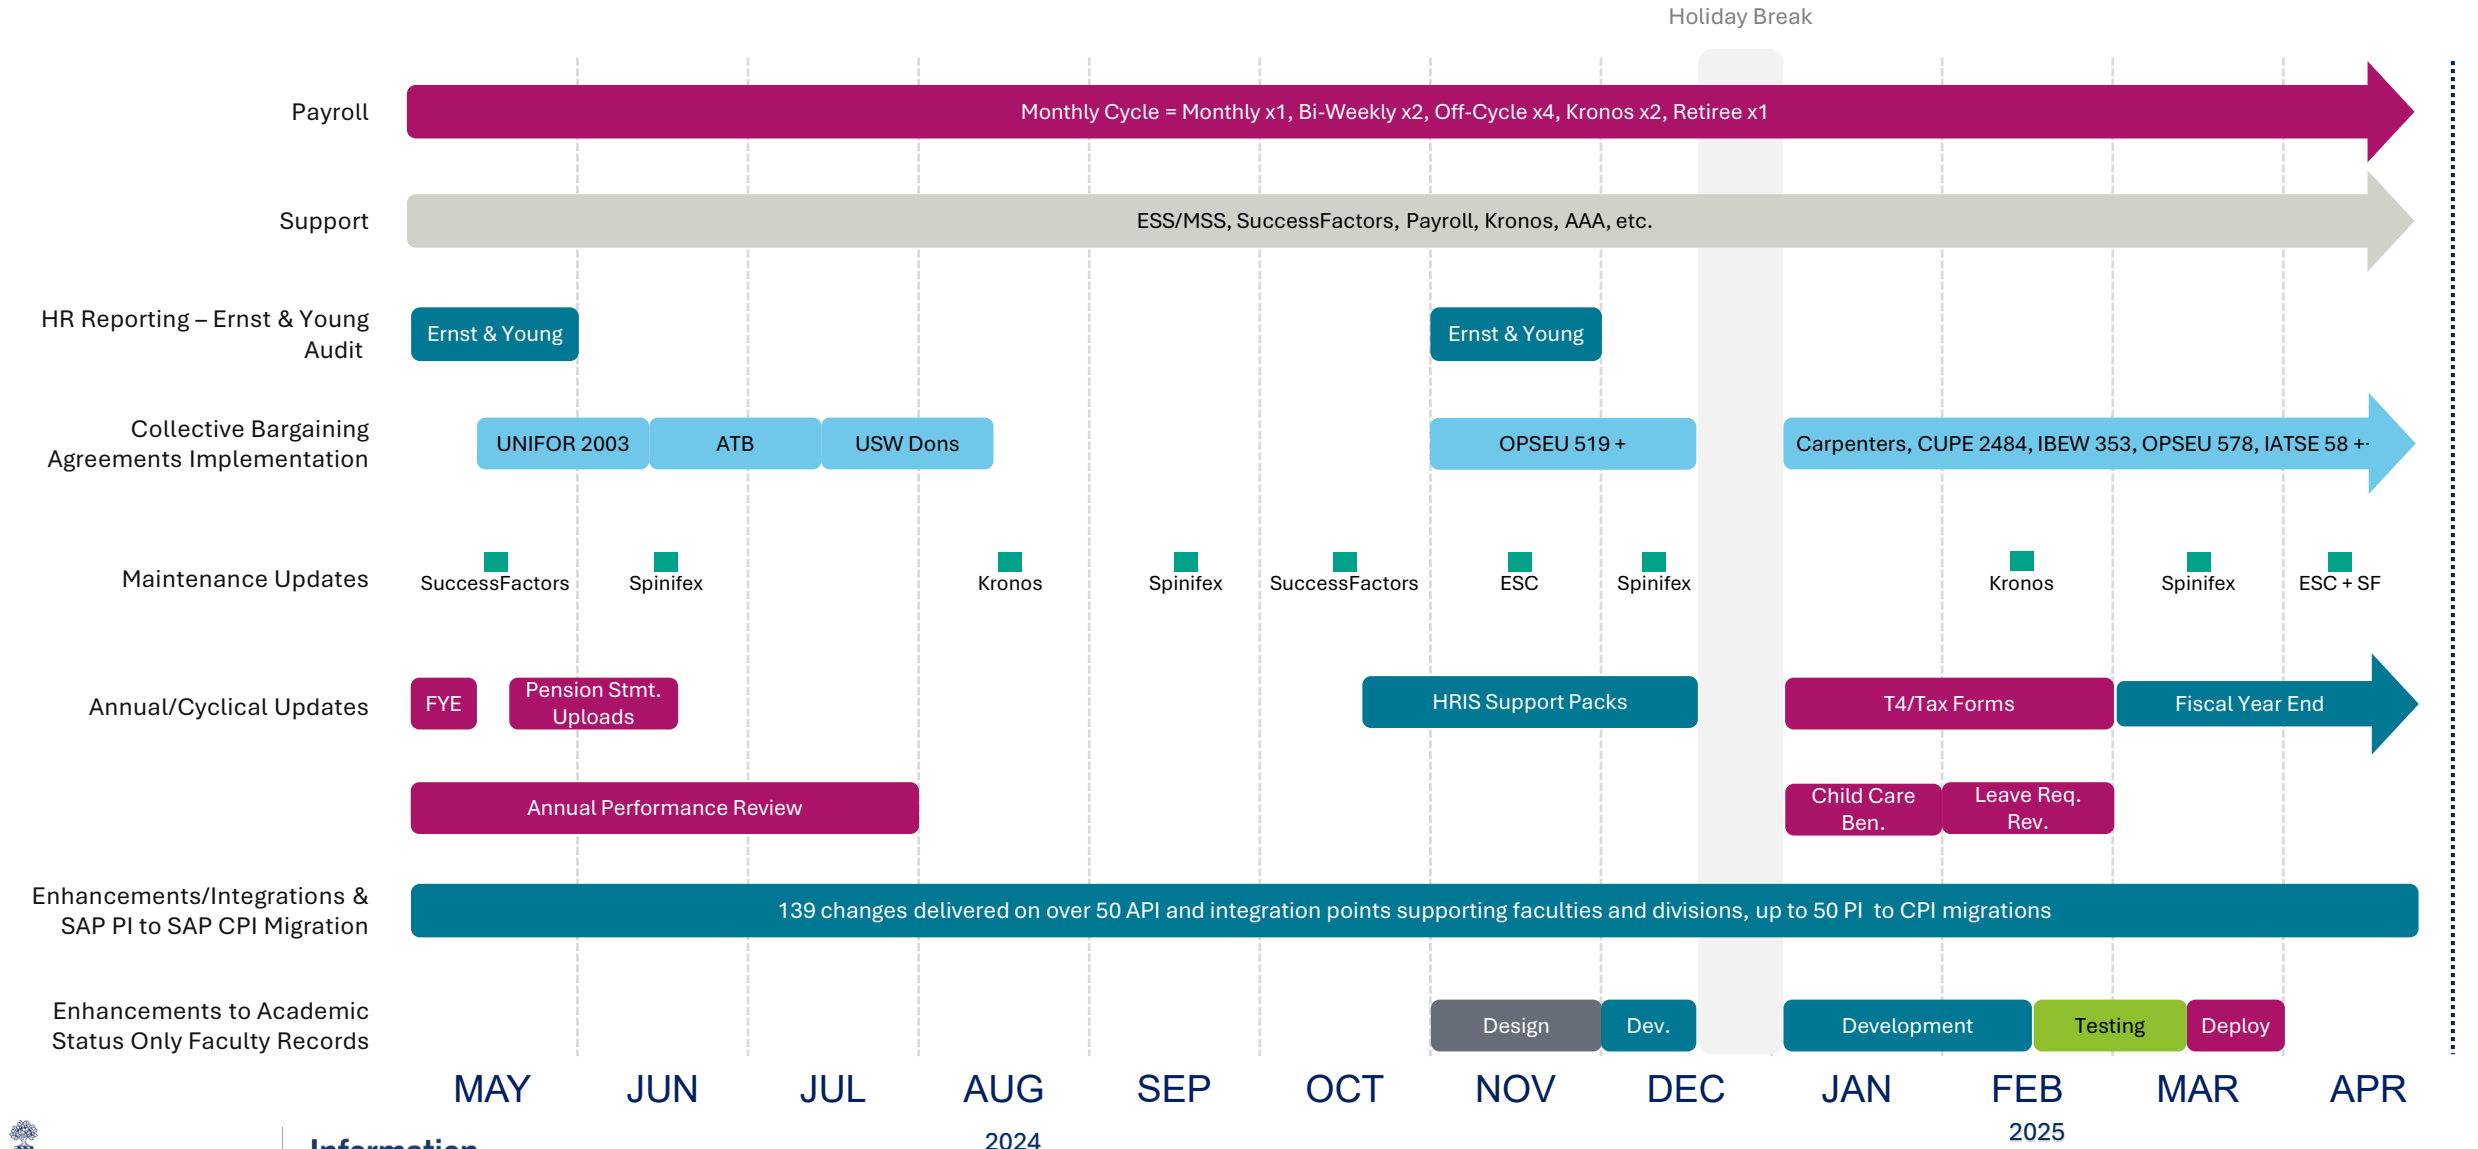 Holiday Break
Payroll
Monthly Cycle = Monthly x1, Bi-Weekly x2, Off-Cycle x4, Kronos x2, Retiree x1
Support
ESS/MSS, SuccessFactors, Payroll, Kronos, AAA, etc.
HR Reporting – Ernst & Young
Audit
Ernst & Young
Ernst & Young
Collective Bargaining
Agreements Implementation
UNIFOR 2003
ATB
USW Dons
OPSEU 519 +
Carpenters, CUPE 2484, IBEW 353, OPSEU 578, IATSE 58 +
Maintenance Updates
SuccessFactors
Spinifex
Kronos
Spinifex
SuccessFactors
ESC
Spinifex
Kronos
Spinifex
ESC + SF
Annual/Cyclical Updates
FYE
Pension Stmt.
Uploads
HRIS Support Packs
T4/Tax Forms
Fiscal Year End
Annual Performance Review
Child Care
Ben.
Leave Req.
Rev.
Enhancements/Integrations &
SAP PI to SAP CPI Migration
139 changes delivered on over 50 API and integration points supporting faculties and divisions, up to 50 PI to CPI migrations
Enhancements to Academic
Status Only Faculty Records
Design
Dev.
Development
Testing
Deploy
MAY
JUN
JUL
AUG
SEP
OCT
NOV
DEC
JAN
FEB
MAR
APR
2024
2025
Information